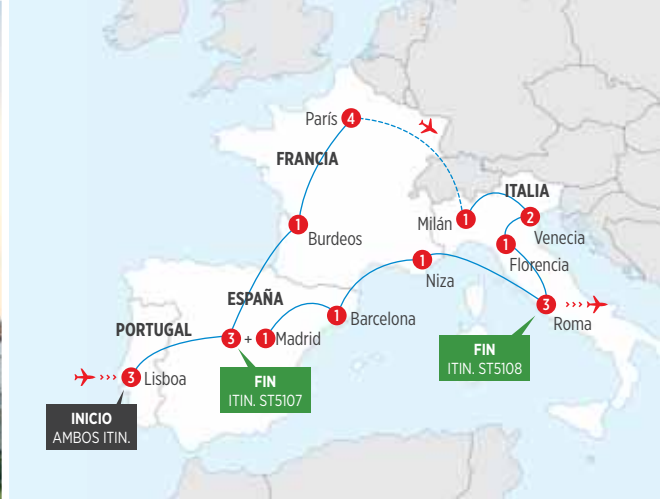 París 4
FRANCIA
ITALIA
Milán 1
2
Venecia
1
Burdeos
1
Florencia
1
Niza
ESPAÑA
3
Roma
1
Barcelona
PORTUGAL
3 + 1 Madrid
FIN
ITIN. ST5108
3 Lisboa
FIN
ITIN. ST5107
INICIO
AMBOS ITIN.